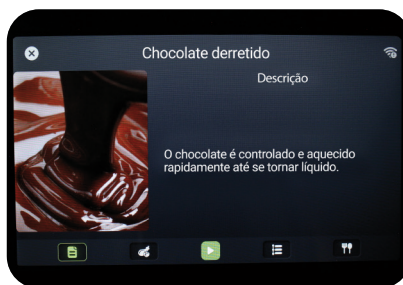 Chocolate derretido
Descrição
O chocolate é controlado e aquecido
rapidamente até se tornar líquido.